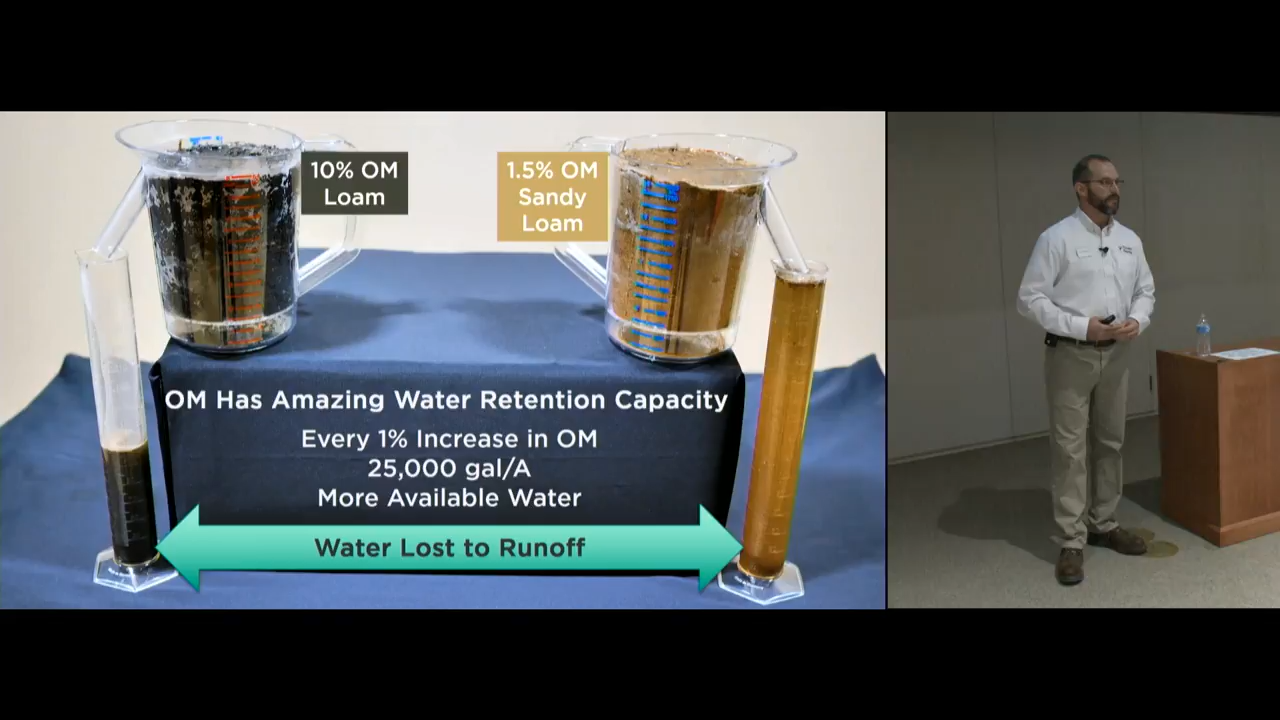 10% OM
Loam
1.5% OM
Sandy
Loam
OM Has Amazing Water Retention Capacity
Every 1% Increase in OM
25,000 gal/A
More Available Water
Water Lost to Runoff